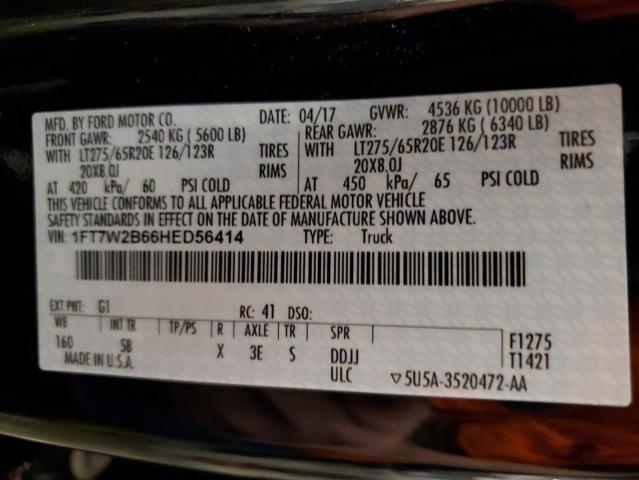 MFD. BY FORD MOTOR CO. DATE: 04/17 GVWR: 4536 KG (10000 LB)
FRONT GAWR: 2540 KG (5600 LB) REAR GAWR: 2876 KG (6340 LB)
WITH LT275/65R20E 126/123R TIRES WITH LT275/65R20E 126/123R TIRES
20X8.0J RIMS 20X8.0J RIMS
AT 420 kPa/ 60 PSI COLD AT 450 kPa/ 65 PSI COLD
THIS VEHICLE CONFORMS TO ALL APPLICABLE FEDERAL MOTOR VEHICLE
SAFETY STANDARDS IN EFFECT ON THE DATE OF MANUFACTURE SHOWN ABOVE.
VIN: 1FT7W2B66HED56414 TYPE: Truck
EXT PNT: G1 RC: 41 DSO:
WB INT TR TP/PS R AXLE TR SPR F1275
160 5B X 3E S DDJJ T1421
MADE IN U.S.A. ULC ▽5U5A-3520472-AA